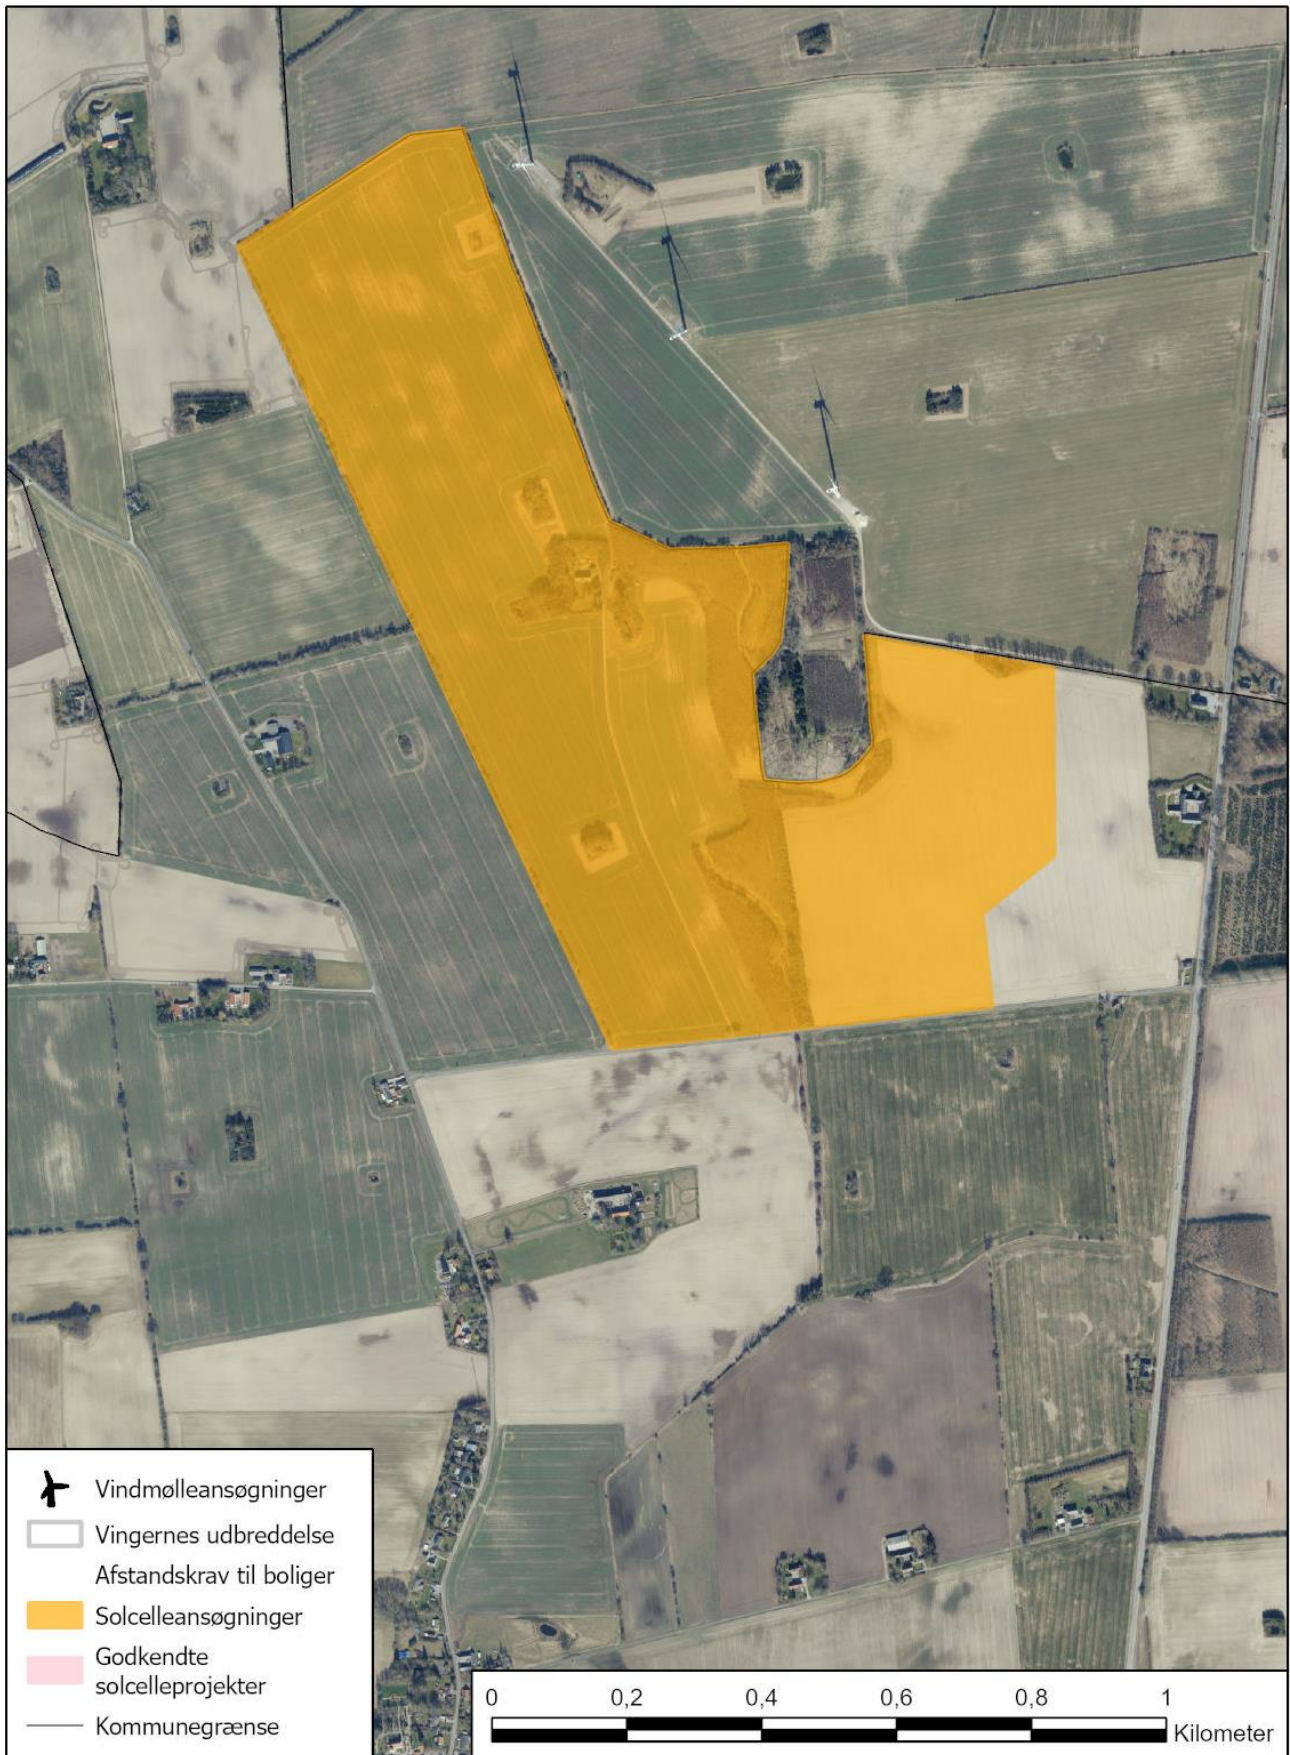 Vindmølleansøgninger
Vingernes udbreddelse
Afstandskrav til boliger
Solcelleansøgninger
Godkendte
solcelleprojekter
Kommunegrænse
0 0,2 0,4 0,6 0,8 1
Kilometer